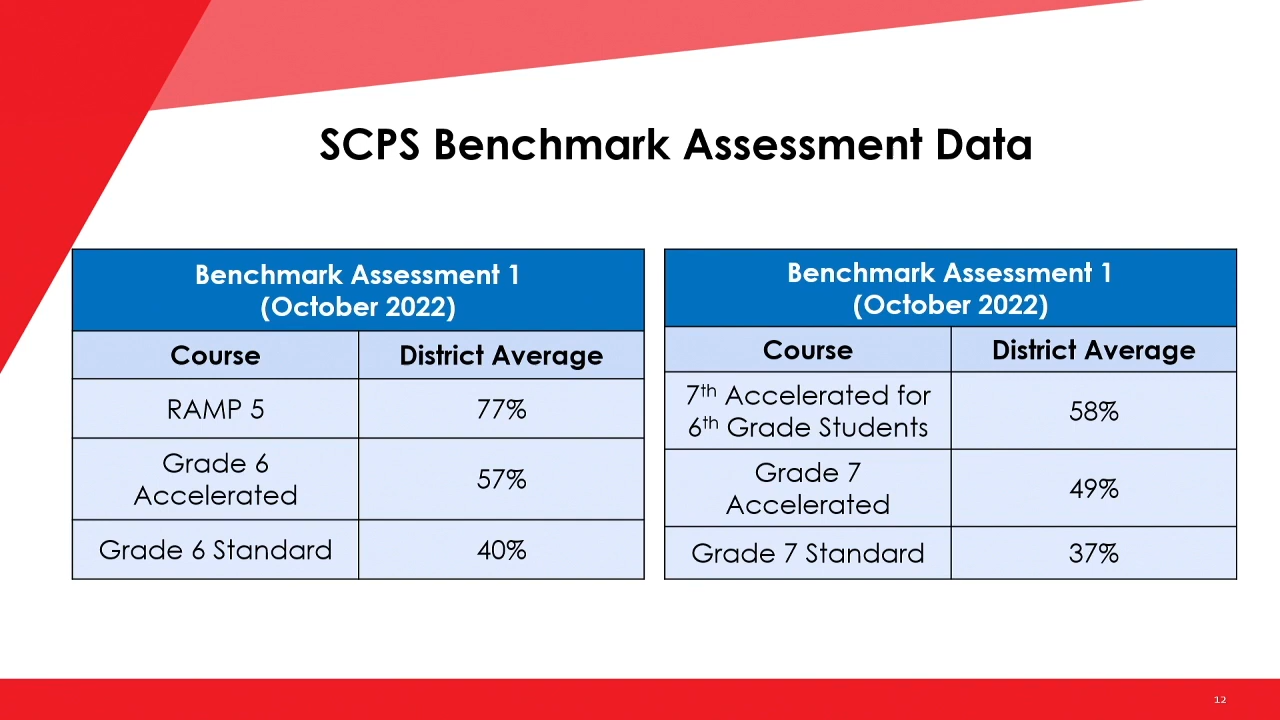 SCPS Benchmark Assessment Data
Benchmark Assessment 1
(October 2022)
Course District Average
RAMP 5 77%
Grade 6
Accelerated 57%
Grade 6 Standard 40%
Benchmark Assessment 1
(October 2022)
Course District Average
7th Accelerated for
6th Grade Students 58%
Grade 7
Accelerated 49%
Grade 7 Standard 37%
12